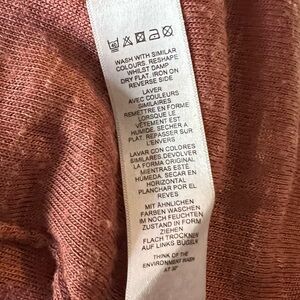 WASH WITH SIMILAR
COLOURS. RESHAPE
WHILST DAMP
DRY FLAT. IRON ON
REVERSE SIDE
LAVER
AVEC COULEURS
SIMILAIRES
REMETTRE EN FORME
LORSQUE LE
VÊTEMENT EST
HUMIDE. SÉCHER À
PLAT. REPASSER SUR
L'ENVERS
LAVAR CON COLORES
SIMILARES.DEVOLVER
LA FORMA ORIGINAL
MIENTRAS ESTÉ
HÚMEDA. SECAR EN
HORIZONTAL
PLANCHAR POR EL
REVÉS
MIT ÄHNLICHEN
FARBEN WASCHEN
IM NOCH FEUCHTEN
ZUSTAND IN FORM
ZIEHEN
FLACH TROCKNEN
AUF LINKS BÜGELN
THINK OF THE
ENVIRONMENT WASH
AT 30°